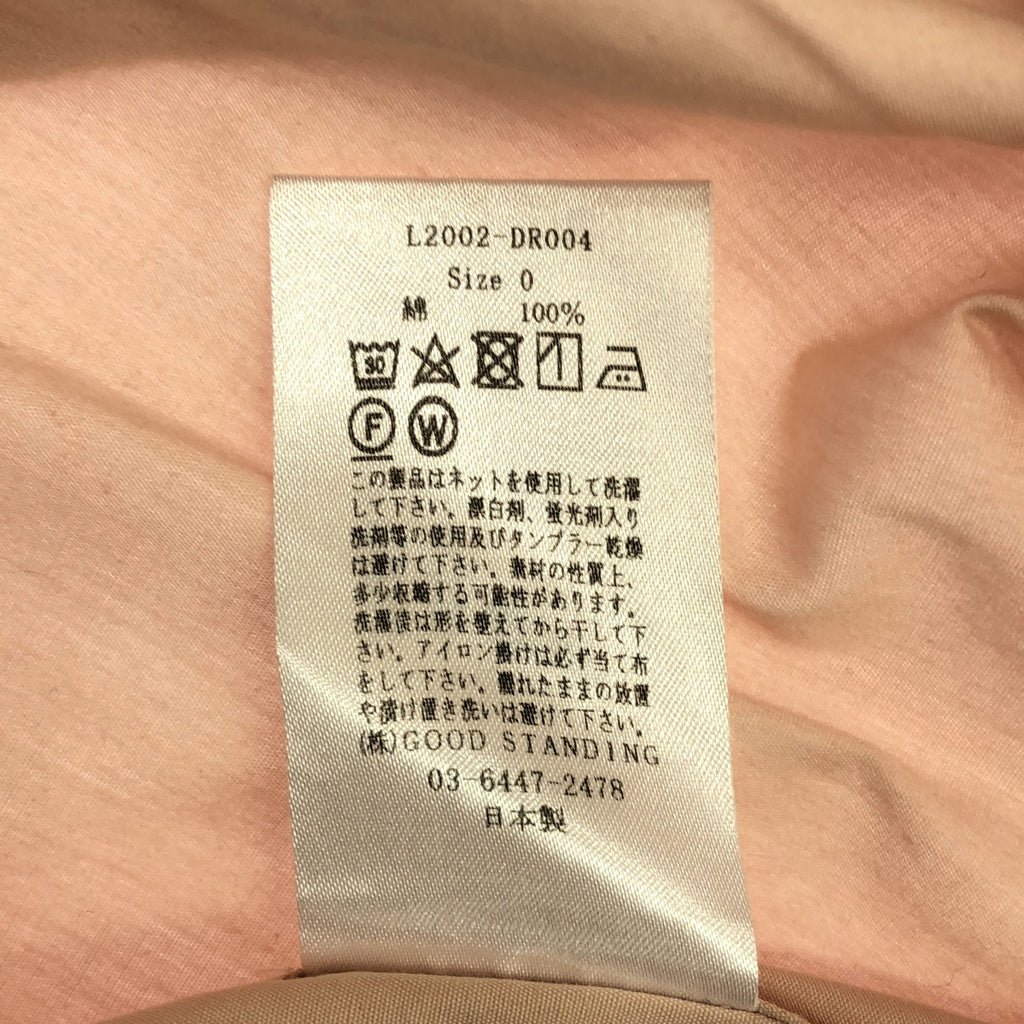 L2002-DR004
Size 0
綿 100%
30
F W
この製品はネットを使用して洗濯
して下さい。漂白剤、蛍光剤入り
洗剤等の使用及びタンブラー乾燥
は避けて下さい。素材の性質上、
多少収縮する可能性があります。
洗濯後は形を整えてから干して下
さい。アイロン掛けは必ず当て布
をして下さい。濡れたままの放置
や漬け置き洗いは避けて下さい。
(株)GOOD STANDING
03-6447-2478
日本製